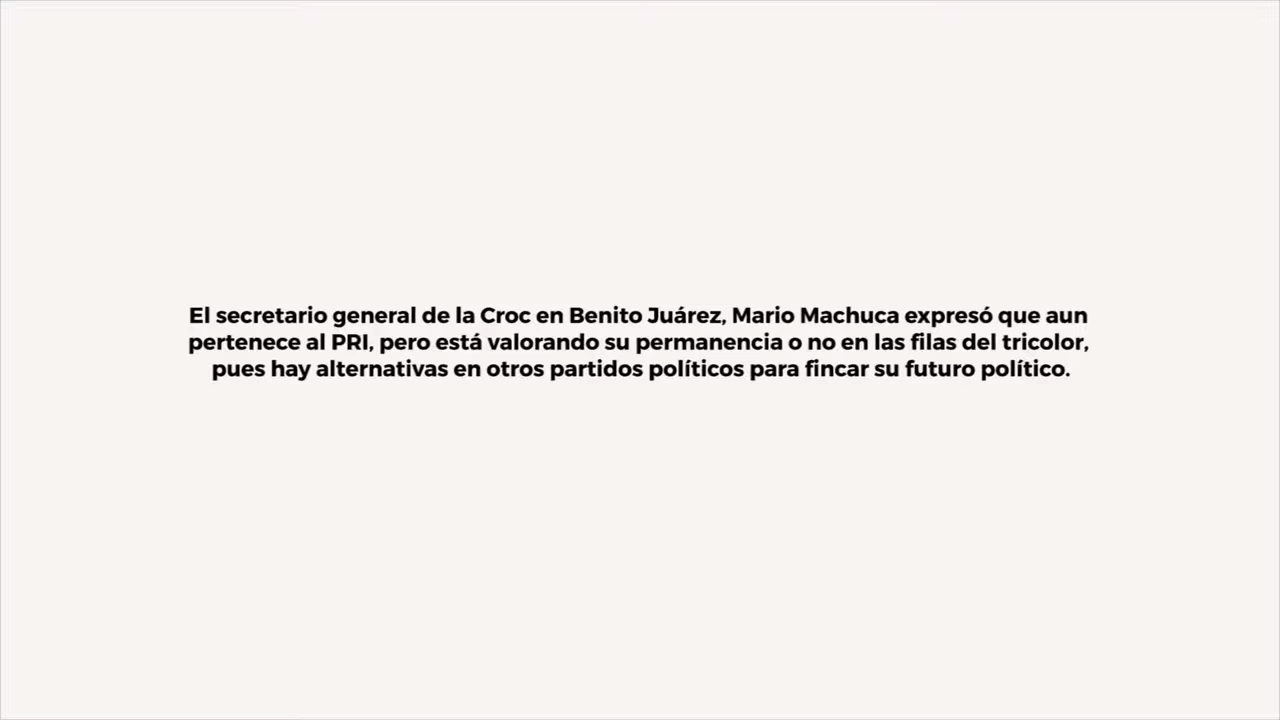 El secretario general de la Croc en Benito Juárez, Mario Machuca expresó que aun
pertenece al PRI, pero está valorando su permanencia o no en las filas del tricolor,
pues hay alternativas en otros partidos políticos para fincar su futuro político.